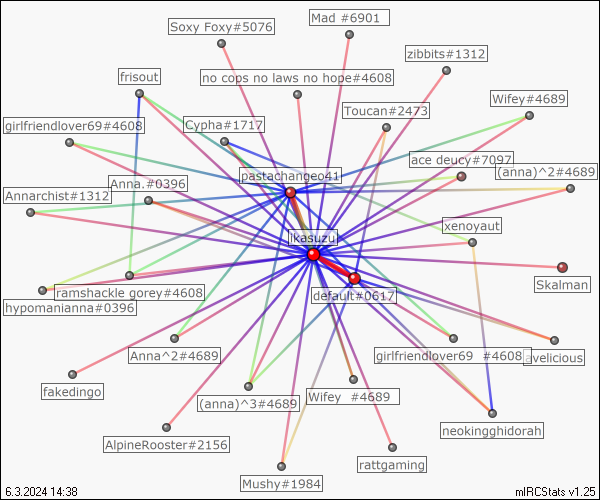 Mad #6901
Soxy Foxy#5076
zibbits#1312
frisout
no cops no laws no hope#4608
Wifey#4689
Toucan#2473
girlfriendlover69#4608
Cypha#1717
ace deucy#7097
(anna)^2#4689
pastachangeo41
Anna.#0396
Annarchist#1312
xenoyaut
ikasuzu
Skalman
ramshackle gorey#4608
default#0617
hypomanianna#0396
Anna^2#4689
girlfriendlover69 #4608
avelicious
fakedingo
(anna)^3#4689
Wifey #4689
neokingghidorah
AlpineRooster#2156
rattgaming
Mushy#1984
6.3.2024 14:38
mIRCStats v1.25